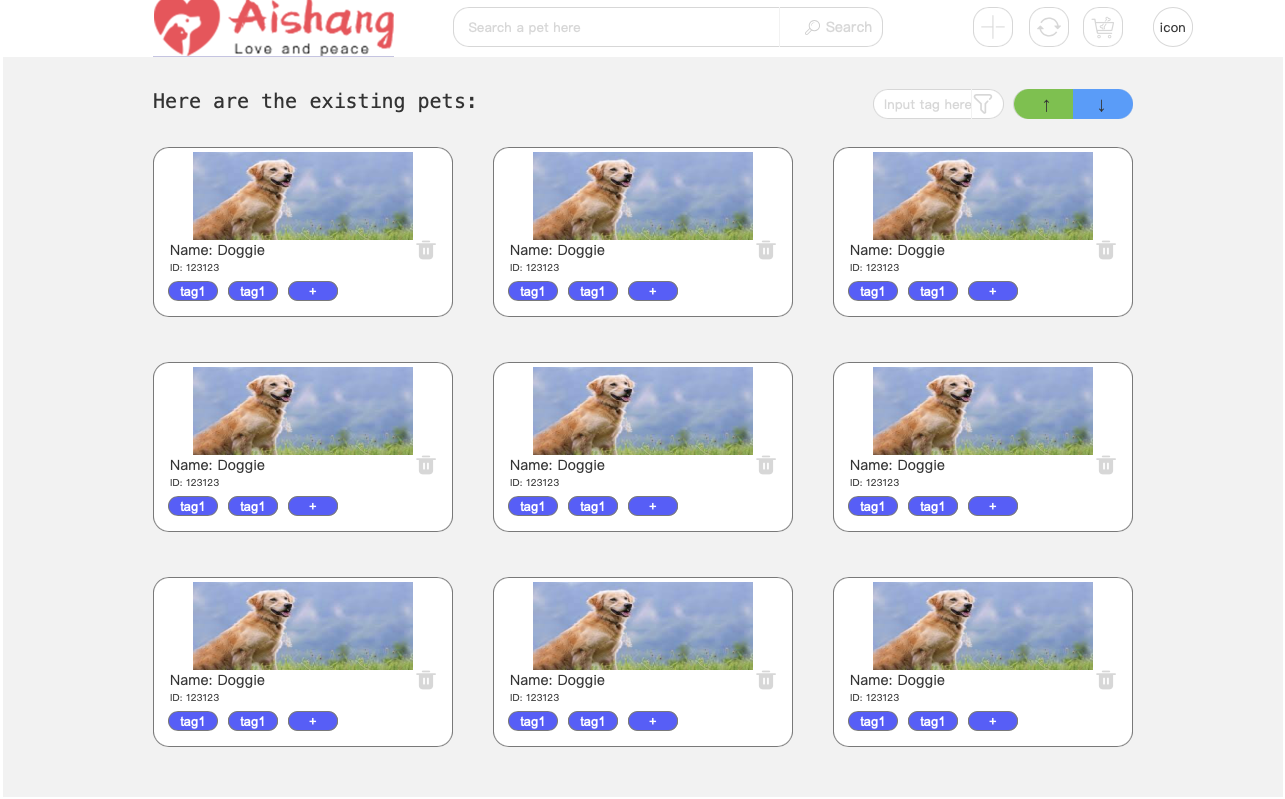 Aishang
Love and peace
Search a pet here
Search
icon
Here are the existing pets:
Input tag here
↑ ↓
Name: Doggie
ID: 123123
tag1 tag1 +
Name: Doggie
ID: 123123
tag1 tag1 +
Name: Doggie
ID: 123123
tag1 tag1 +
Name: Doggie
ID: 123123
tag1 tag1 +
Name: Doggie
ID: 123123
tag1 tag1 +
Name: Doggie
ID: 123123
tag1 tag1 +
Name: Doggie
ID: 123123
tag1 tag1 +
Name: Doggie
ID: 123123
tag1 tag1 +
Name: Doggie
ID: 123123
tag1 tag1 +